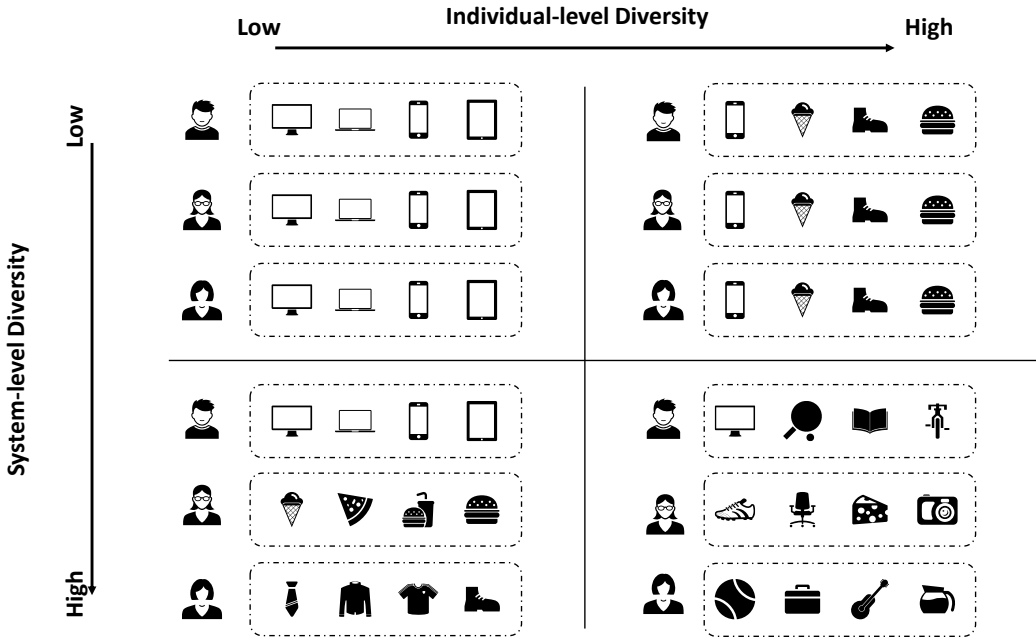 Individual-level Diversity
Low
High
Low
System-level Diversity
High